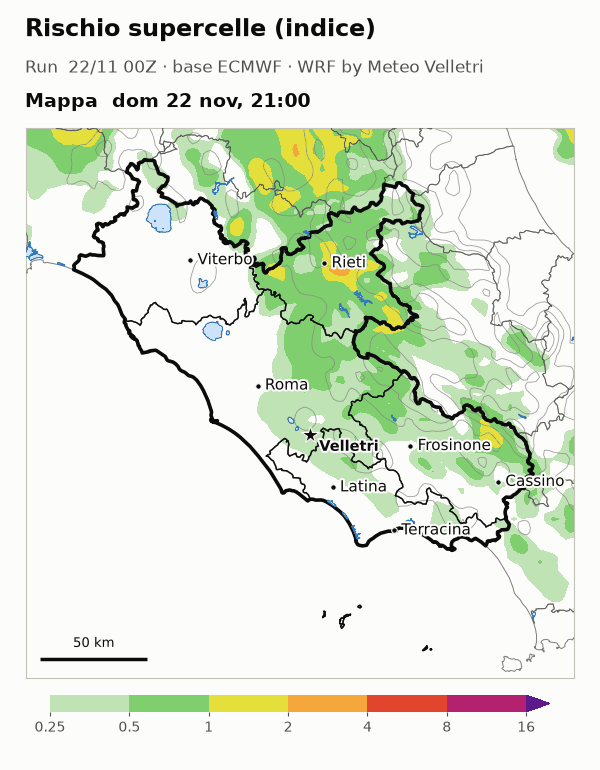 Rischio supercelle (indice)
Run  22/11 00Z · base ECMWF · WRF by Meteo Velletri
Mappa  dom 22 nov, 21:00
Viterbo
Rieti
Roma
Velletri
Frosinone
Latina
Cassino
Terracina
50 km
0.25 0.5 1 2 4 8 16